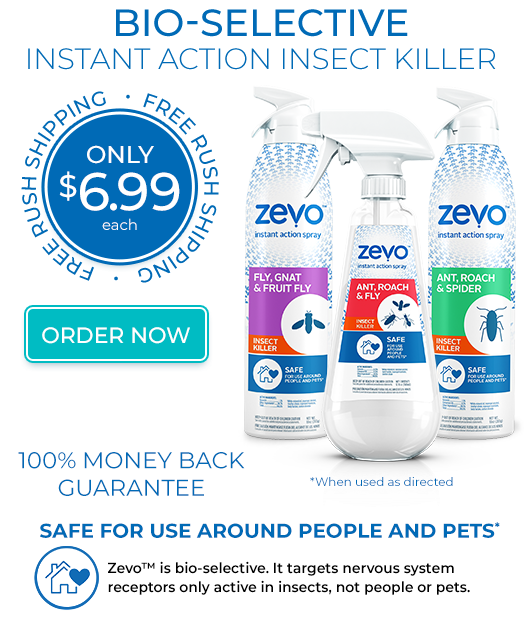 BIO-SELECTIVE
INSTANT ACTION INSECT KILLER
FREE RUSH SHIPPING · FREE RUSH SHIPPING ·
ONLY
$6.99
each
ORDER NOW
100% MONEY BACK
GUARANTEE
zevo™
instant action spray
FLY, GNAT
& FRUIT FLY
INSECT
KILLER
SAFE
FOR USE AROUND
PEOPLE AND PETS*
zevo™
instant action spray
ANT, ROACH
& FLY
INSECT
KILLER
SAFE
FOR USE
AROUND
PEOPLE
AND PETS*
zevo™
instant action spray
ANT, ROACH
& SPIDER
INSECT
KILLER
SAFE
FOR USE AROUND
PEOPLE AND PETS*
*When used as directed
SAFE FOR USE AROUND PEOPLE AND PETS*
Zevo™ is bio-selective. It targets nervous system
receptors only active in insects, not people or pets.